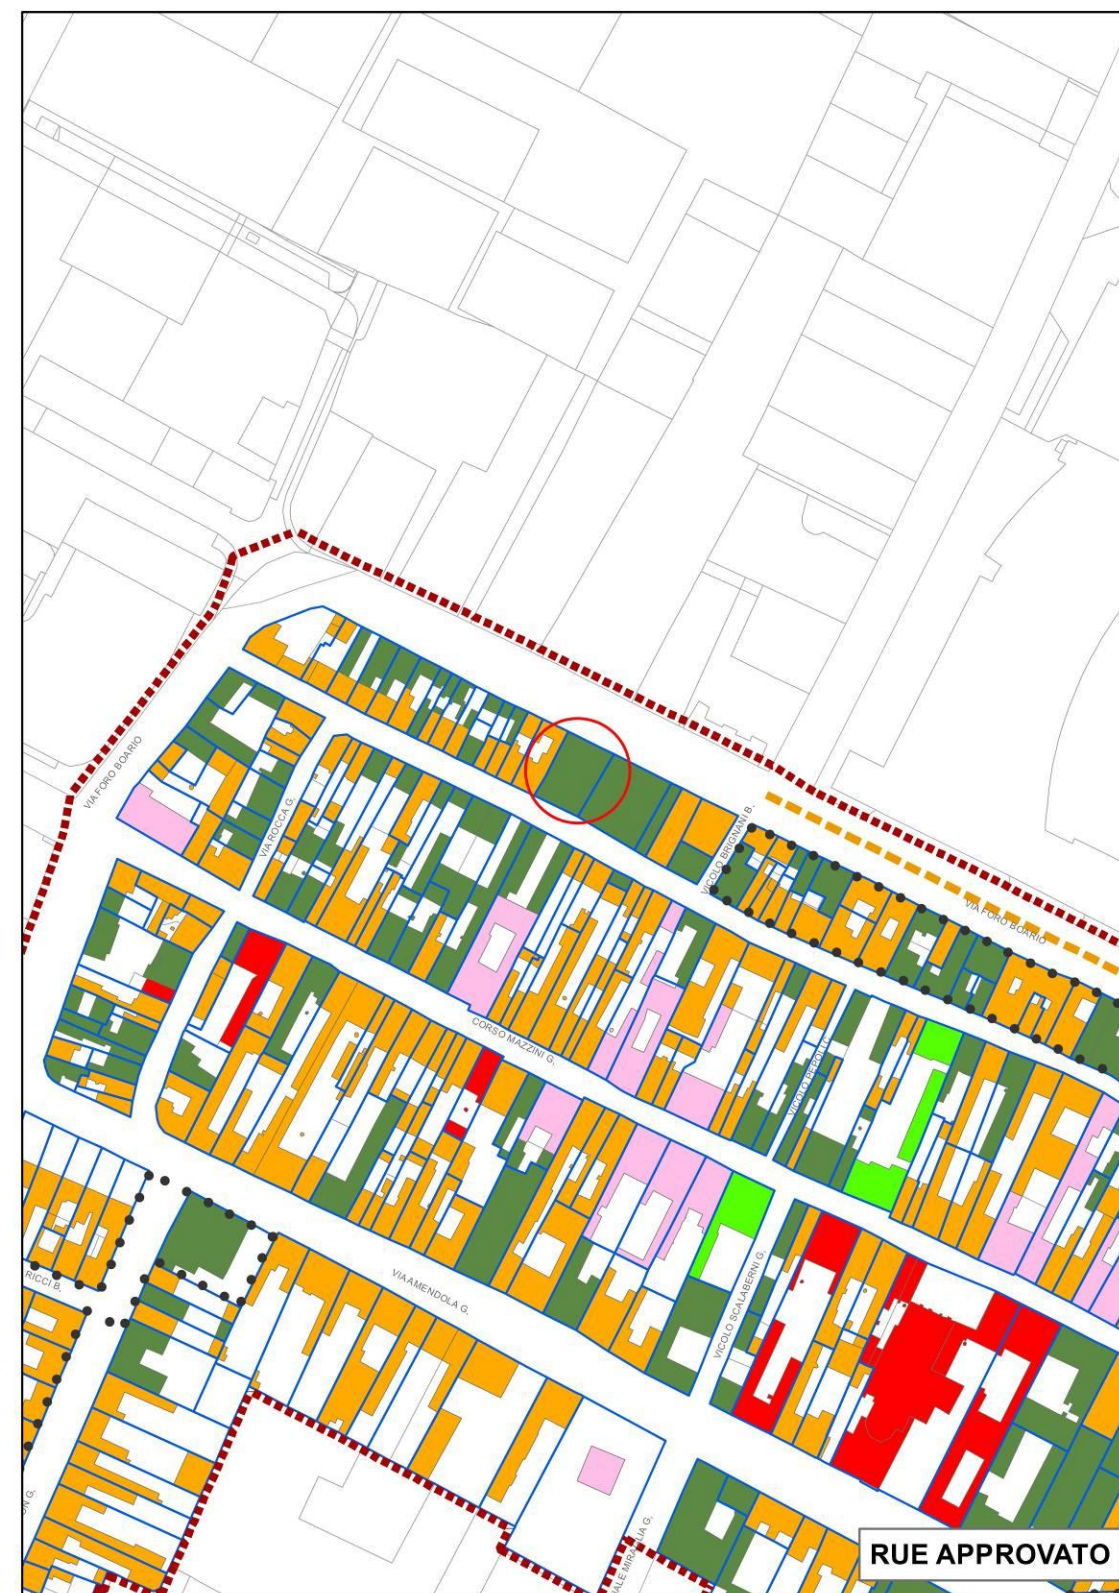 VIA FORO BOARIO
VIA ROCCA G.
VICOLO BRIGNANI B.
VIA FORO BOARIO
CORSO MAZZINI G.
RICCI B.
VIA AMENDOLA G.
VICOLO SCALABERNI G.
RUE APPROVATO